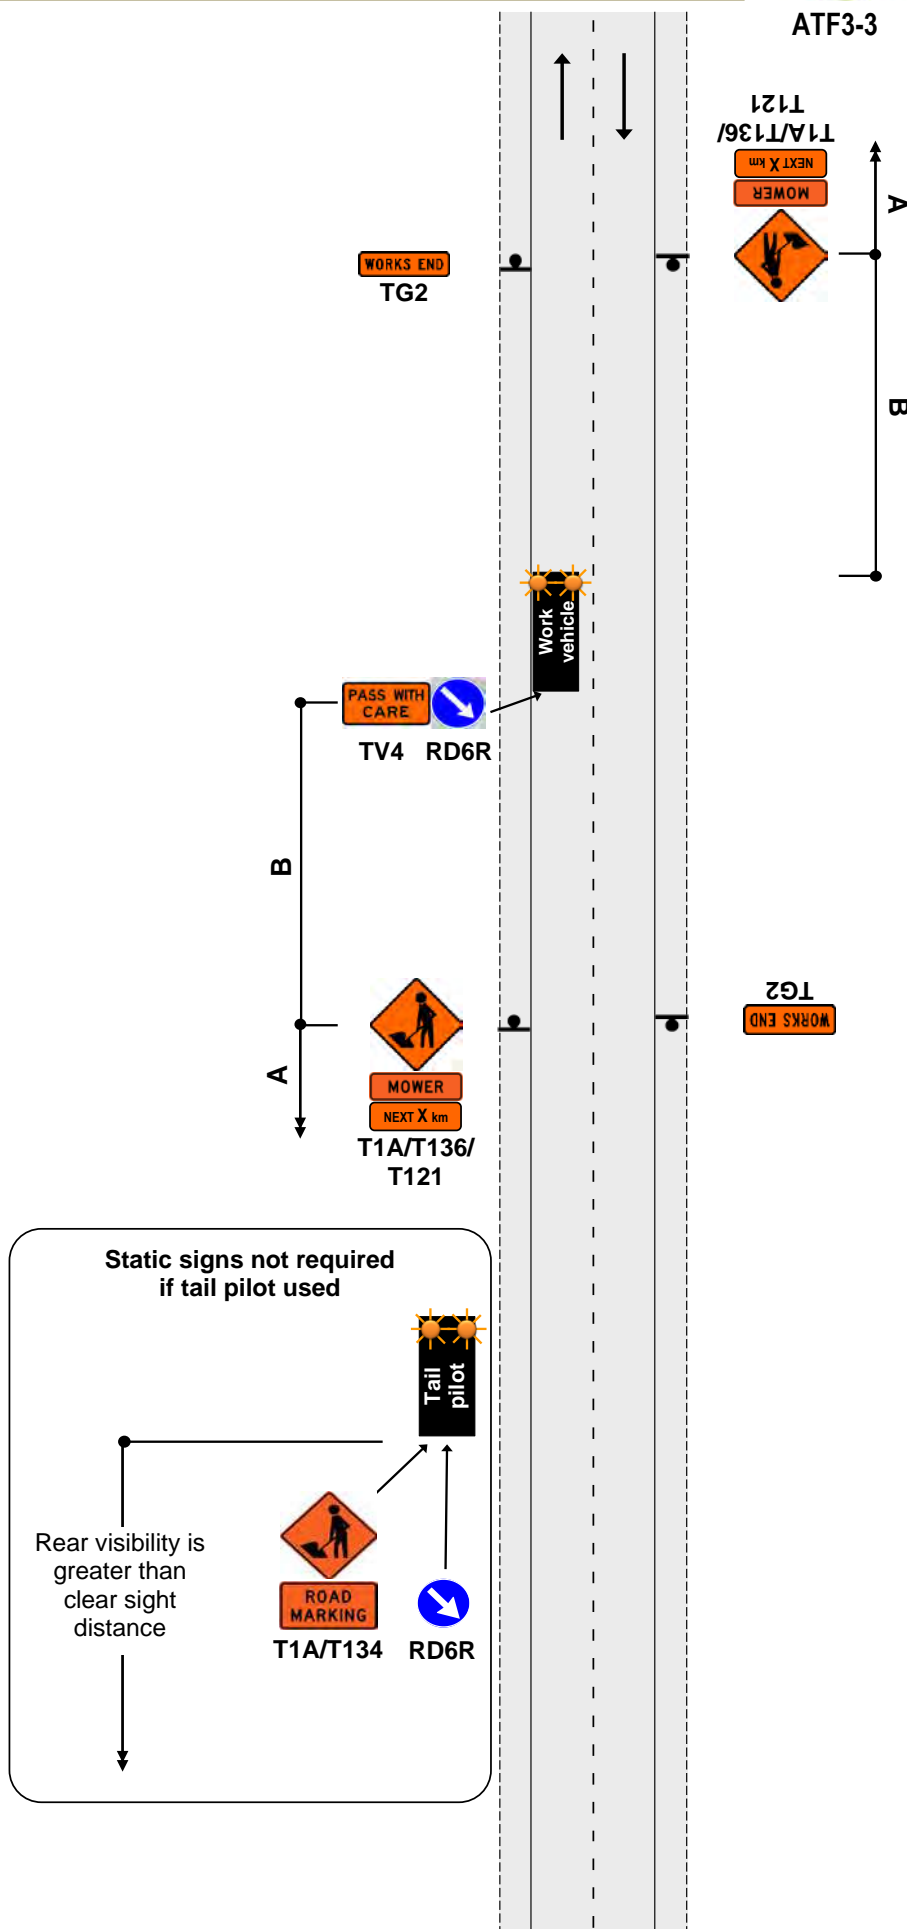 ATF3-3
T1A/T136/
T121
NEXT X km
MOWER
A
WORKS END
TG2
B
Work
vehicle
PASS WITH
CARE
TV4 RD6R
B
TG2
WORKS END
A
MOWER
NEXT X km
T1A/T136/
T121
Static signs not required
if tail pilot used
Tail
pilot
Rear visibility is
greater than
clear sight
distance
ROAD
MARKING
T1A/T134 RD6R